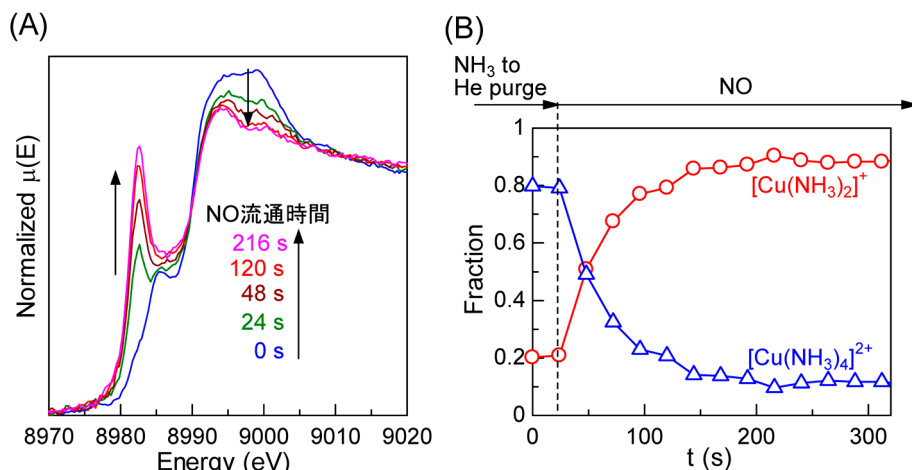 (A)
Normalized μ(E)
NO流通時間
216 s
120 s
48 s
24 s
0 s
8970 8980 8990 9000 9010 9020
Energy (eV)
(B)
NH₃ to
He purge
NO
Fraction
1
0.8
0.6
0.4
0.2
0
[Cu(NH₃)₂]⁺
[Cu(NH₃)₄]²⁺
0 100 200 300
t (s)